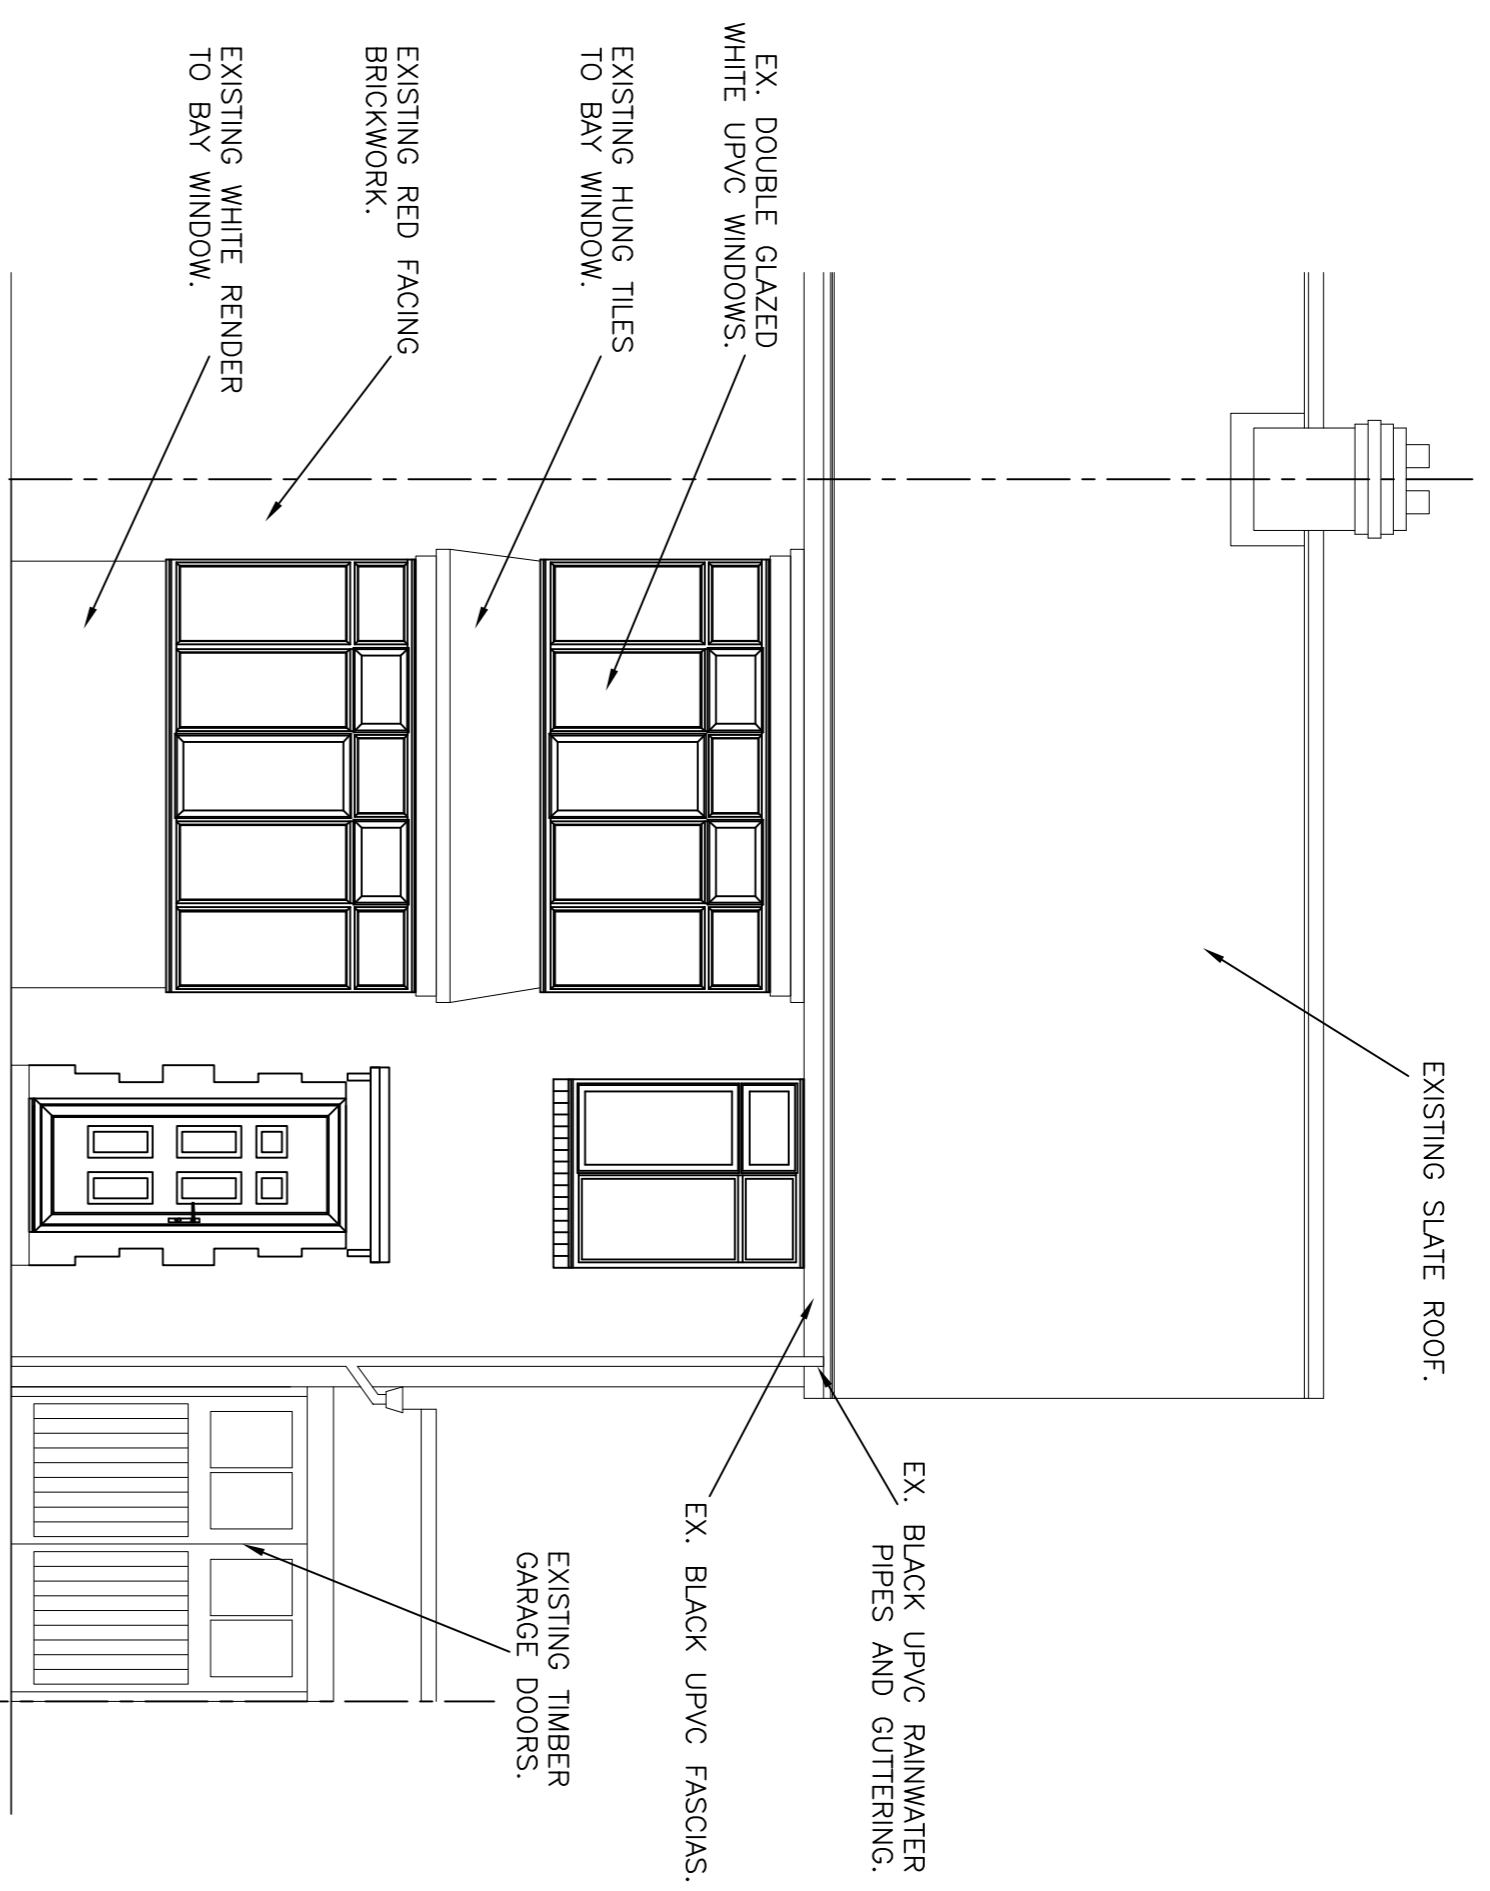 EX. DOUBLE GLAZED
WHITE UPVC WINDOWS.
EXISTING HUNG TILES
TO BAY WINDOW.
EXISTING RED FACING
BRICKWORK.
EXISTING WHITE RENDER
TO BAY WINDOW.
EXISTING SLATE ROOF.
EX. BLACK UPVC RAINWATER
PIPES AND GUTTERING.
EX. BLACK UPVC FASCIAS.
EXISTING TIMBER
GARAGE DOORS.